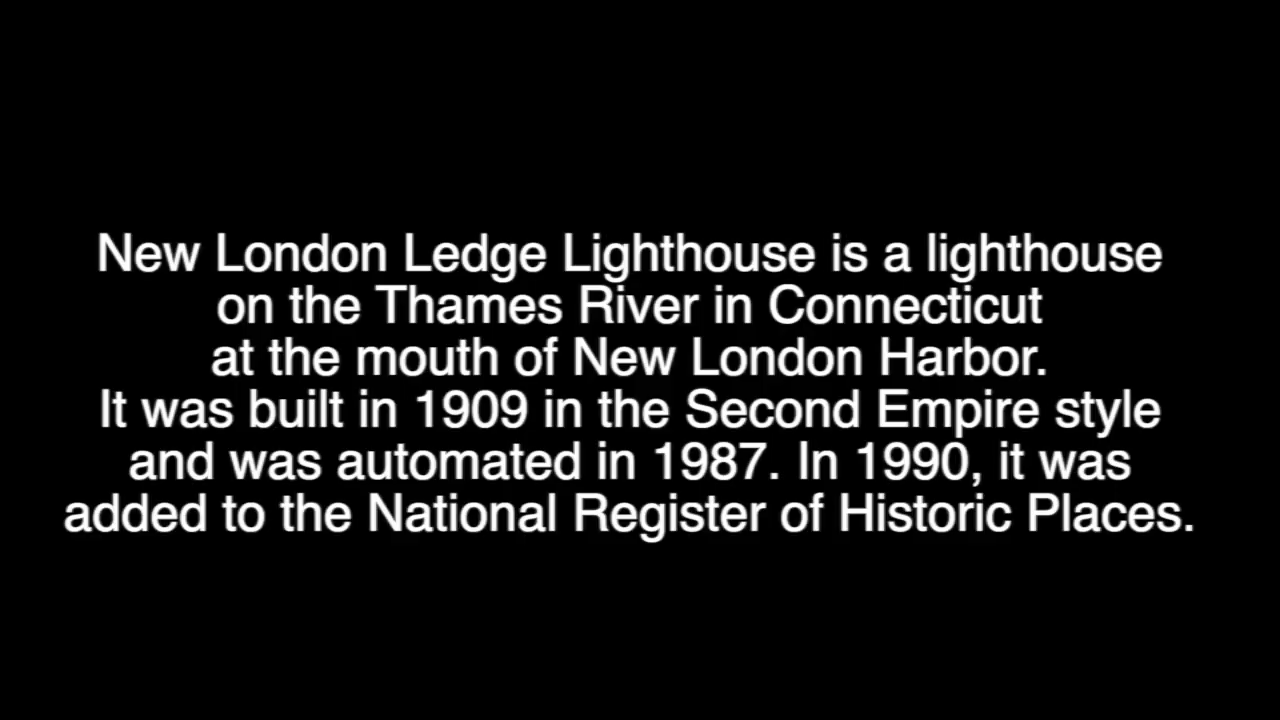 New London Ledge Lighthouse is a lighthouse
on the Thames River in Connecticut
at the mouth of New London Harbor.
It was built in 1909 in the Second Empire style
and was automated in 1987. In 1990, it was
added to the National Register of Historic Places.